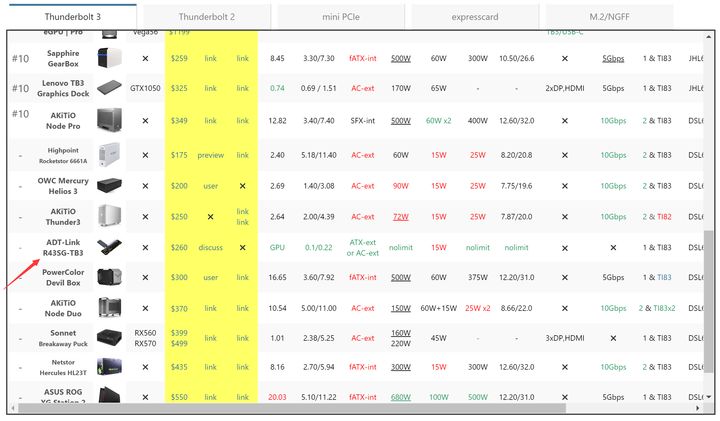 Thunderbolt 3 Thunderbolt 2 mini PCIe expresscard M.2/NGFF
eGPU | Pro Vega56 $1199 TB3/USB-C
#10 Sapphire GearBox × $259 link link 8.45 3.30/7.30 fATX-int 500W 60W 300W 10.50/26.6 × 5Gbps 1 & TI83 JHL6
#10 Lenovo TB3 Graphics Dock GTX1050 $325 link link 0.74 0.69 / 1.51 AC-ext 170W 65W - - 2xDP,HDMI × 1 & TI83 JHL6
#10 AKiTiO Node Pro × $349 link link 12.82 3.40/7.40 SFX-int 500W 60W x2 400W 12.60/32.0 × 10Gbps 2 & TI83 DSL6
- Highpoint Rocketstor 6661A × $175 preview link 2.40 5.18/11.40 AC-ext 60W 15W 25W 8.20/20.8 × 10Gbps 1 & TI83 DSL6
- OWC Mercury Helios 3 × $200 user × 2.69 1.40/3.08 AC-ext 90W 15W 25W 7.75/19.6 × 10Gbps 2 & TI83 DSL6
- AKiTiO Thunder3 × $250 × link link 2.64 2.00/4.39 AC-ext 72W 15W 25W 7.87/20.0 × 10Gbps 2 & TI82 DSL6
- ADT-Link R43SG-TB3 × $260 discuss × GPU 0.1/0.22 ATX-ext or AC-ext nolimit 15W nolimit nolimit × × 1 & TI83 DSL6
- PowerColor Devil Box × $300 user link 16.65 3.60/7.92 fATX-int 500W 60W 375W 12.20/31.0 × 5Gbps 1 & TI83 DSL6
- AKiTiO Node Duo × $370 link link 10.54 5.00/11.00 AC-ext 150W 60W+15W 25W x2 8.66/22.0 × 10Gbps 2 & TI83x2 DSL6
- Sonnet Breakaway Puck RX560 RX570 $399 $499 link link 1.01 2.38/5.25 AC-ext 160W 220W 45W - - 3xDP,HDMI × 1 & TI83 DSL6
- Netstor Hercules HL23T × $435 link link 8.16 2.70/5.94 fATX-int 300W 15W 300W 12.60/32.0 × 10Gbps 2 & TI83 DSL6
- ASUS ROG XG Station 2 × $550 link link 20.03 5.10/11.22 fATX-int 680W 100W 500W 12.20/31.0 × 5Gbps 1 & TI83 DSL6